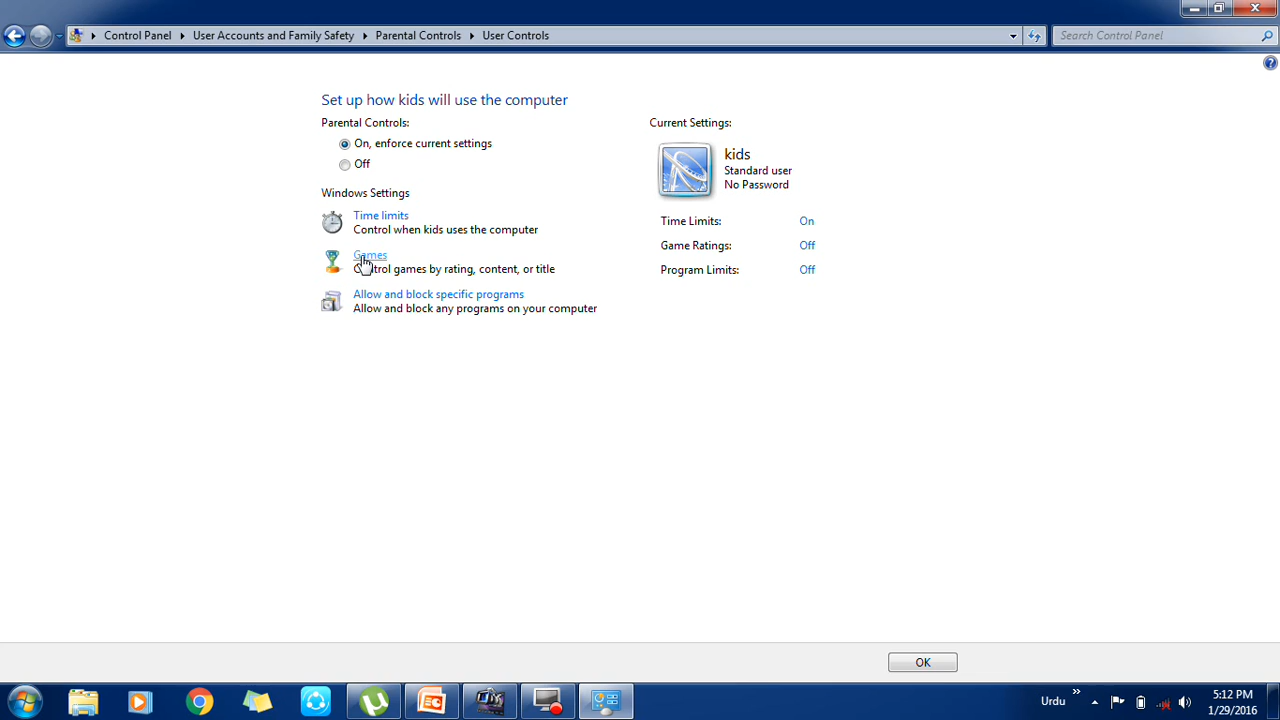 Control Panel ▸ User Accounts and Family Safety ▸ Parental Controls ▸ User Controls
Search Control Panel
Set up how kids will use the computer
Parental Controls:
On, enforce current settings
Off
Windows Settings
Time limits
Control when kids uses the computer
Games
Control games by rating, content, or title
Allow and block specific programs
Allow and block any programs on your computer
Current Settings:
kids
Standard user
No Password
Time Limits: On
Game Ratings: Off
Program Limits: Off
OK
Urdu
5:12 PM
1/29/2016